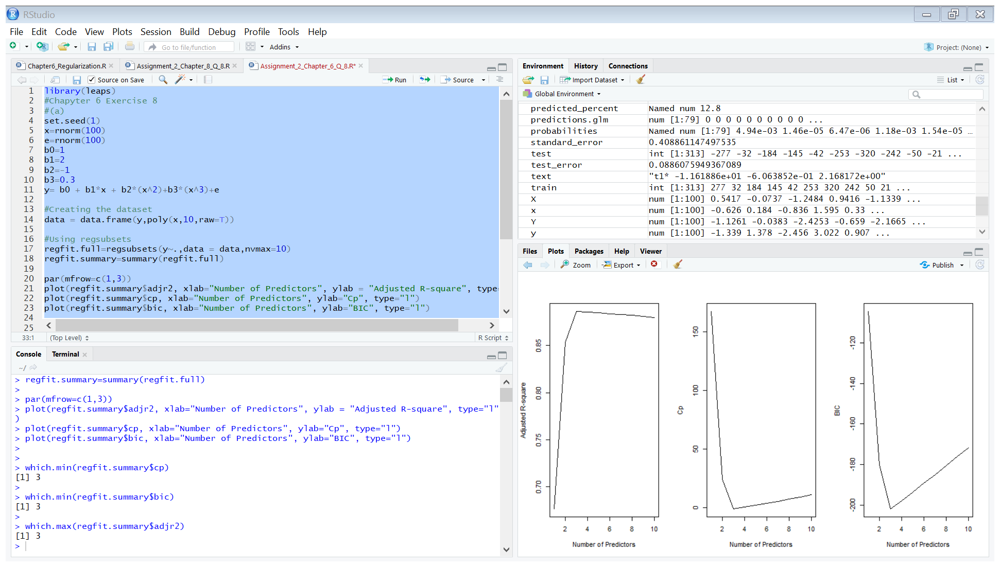 RStudio
File Edit Code View Plots Session Build Debug Profile Tools Help
Go to file/function Addins Project: (None)
Chapter6_Regularization.R Assignment_2_Chapter_8_Q_8.R Assignment_2_Chapter_6_Q_8.R*
Source on Save Run Source
1 library(leaps)
2 #Chapyter 6 Exercise 8
3 #(a)
4 set.seed(1)
5 x=rnorm(100)
6 e=rnorm(100)
7 b0=1
8 b1=2
9 b2=-1
10 b3=0.3
11 y= b0 + b1*x + b2*(x^2)+b3*(x^3)+e
12
13 #Creating the dataset
14 data = data.frame(y,poly(x,10,raw=T))
15
16 #Using regsubsets
17 regfit.full=regsubsets(y~.,data = data,nvmax=10)
18 regfit.summary=summary(regfit.full)
19
20 par(mfrow=c(1,3))
21 plot(regfit.summary$adjr2, xlab="Number of Predictors", ylab = "Adjusted R-square", type=
22 plot(regfit.summary$cp, xlab="Number of Predictors", ylab="Cp", type="l")
23 plot(regfit.summary$bic, xlab="Number of Predictors", ylab="BIC", type="l")
24
25
33:1 (Top Level) R Script
Console Terminal
~/
> regfit.summary=summary(regfit.full)
>
> par(mfrow=c(1,3))
> plot(regfit.summary$adjr2, xlab="Number of Predictors", ylab = "Adjusted R-square", type="l"
)
> plot(regfit.summary$cp, xlab="Number of Predictors", ylab="Cp", type="l")
> plot(regfit.summary$bic, xlab="Number of Predictors", ylab="BIC", type="l")
>
>
> which.min(regfit.summary$cp)
[1] 3
>
> which.min(regfit.summary$bic)
[1] 3
>
> which.max(regfit.summary$adjr2)
[1] 3
>
Environment History Connections
Import Dataset List
Global Environment
predicted_percent Named num 12.8
predictions.glm num [1:79] 0 0 0 0 0 0 0 0 0 0 ...
probabilities Named num [1:79] 4.94e-03 1.46e-05 6.47e-06 1.18e-03 1.54e-05 …
standard_error 0.408861147497535
test int [1:313] -277 -32 -184 -145 -42 -253 -320 -242 -50 -21 ...
test_error 0.0886075949367089
text "t1* -1.161886e+01 -6.063852e-01 2.168172e+00"
train int [1:313] 277 32 184 145 42 253 320 242 50 21 ...
X num [1:100] 0.5417 -0.0737 -1.2484 0.9416 -1.1339 ...
x num [1:100] -0.626 0.184 -0.836 1.595 0.33 ...
Y num [1:100] -1.1261 -0.0383 -2.4253 -0.659 -2.1665 ...
y num [1:100] -1.339 1.378 -2.456 3.022 0.907 ...
Files Plots Packages Help Viewer
Zoom Export Publish
Adjusted R-square
0.70 0.75 0.80 0.85
2 4 6 8 10
Number of Predictors
Cp
0 50 100 150
2 4 6 8 10
Number of Predictors
BIC
-200 -180 -160 -140 -120
2 4 6 8 10
Number of Predictors